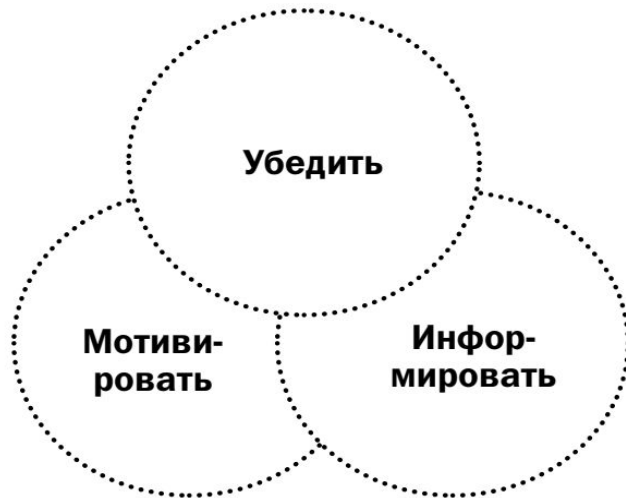 Убедить
Мотиви-
ровать
Инфор-
мировать